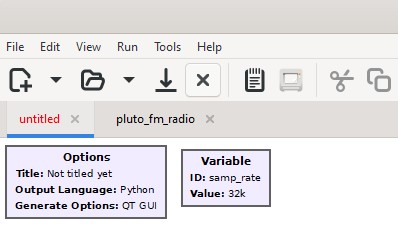 File Edit View Run Tools Help
untitled pluto_fm_radio
Options
Title: Not titled yet
Output Language: Python
Generate Options: QT GUI
Variable
ID: samp_rate
Value: 32k